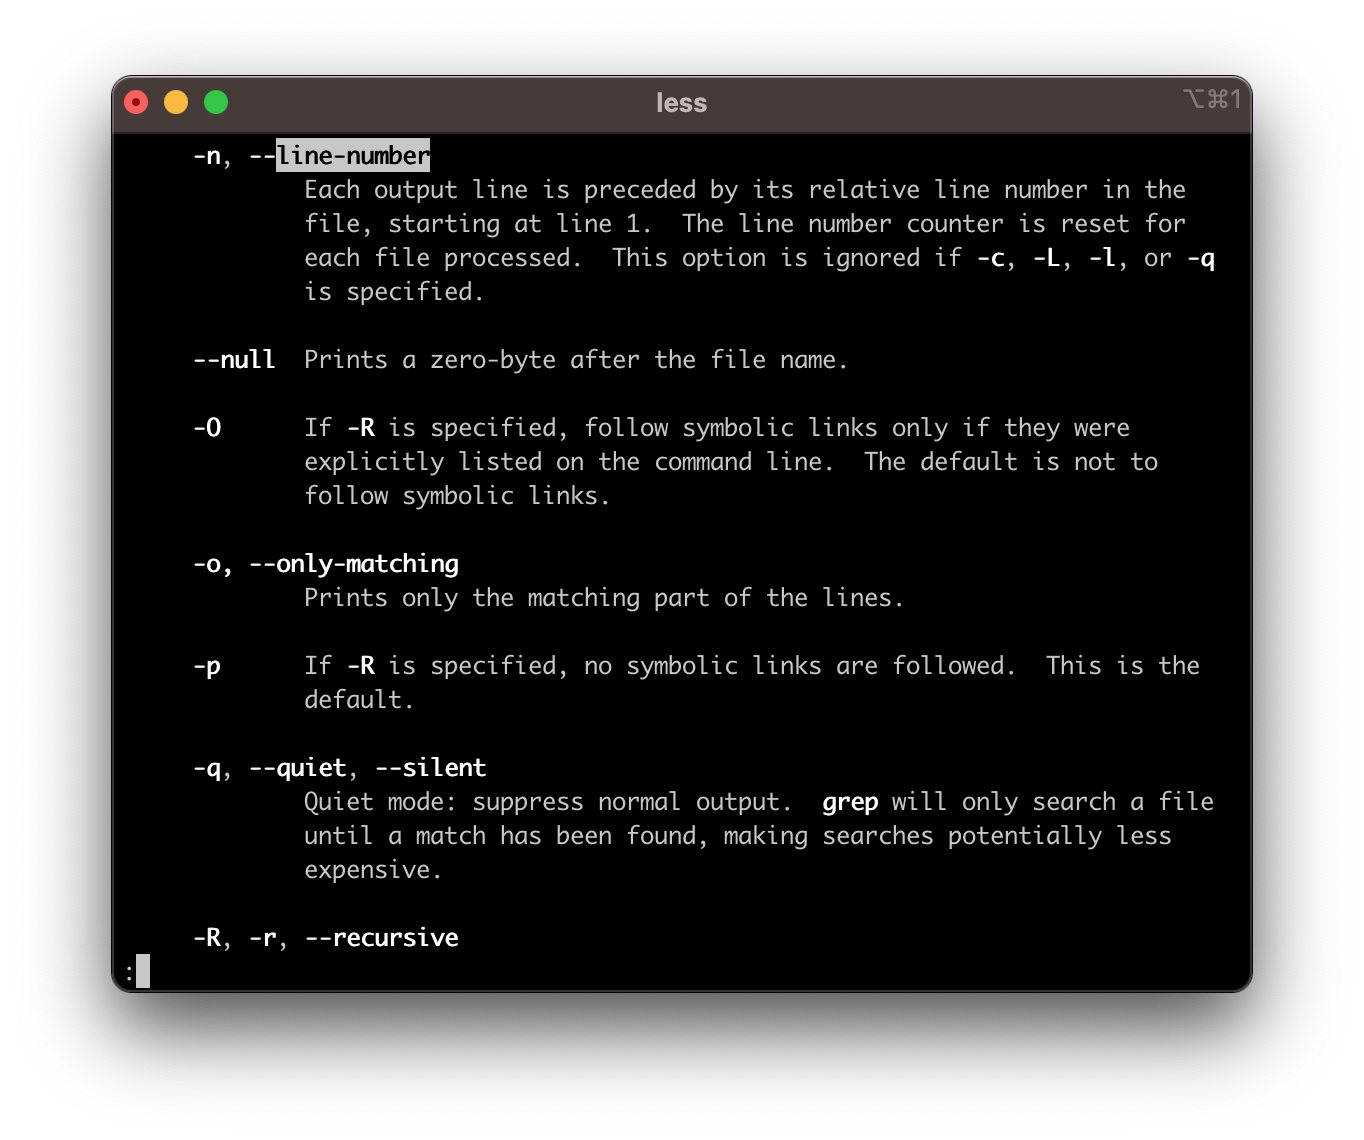 less
⌥⌘1
-n, --line-number
Each output line is preceded by its relative line number in the
file, starting at line 1.  The line number counter is reset for
each file processed.  This option is ignored if -c, -L, -l, or -q
is specified.
--null  Prints a zero-byte after the file name.
-O      If -R is specified, follow symbolic links only if they were
explicitly listed on the command line.  The default is not to
follow symbolic links.
-o, --only-matching
Prints only the matching part of the lines.
-p      If -R is specified, no symbolic links are followed.  This is the
default.
-q, --quiet, --silent
Quiet mode: suppress normal output.  grep will only search a file
until a match has been found, making searches potentially less
expensive.
-R, -r, --recursive
: